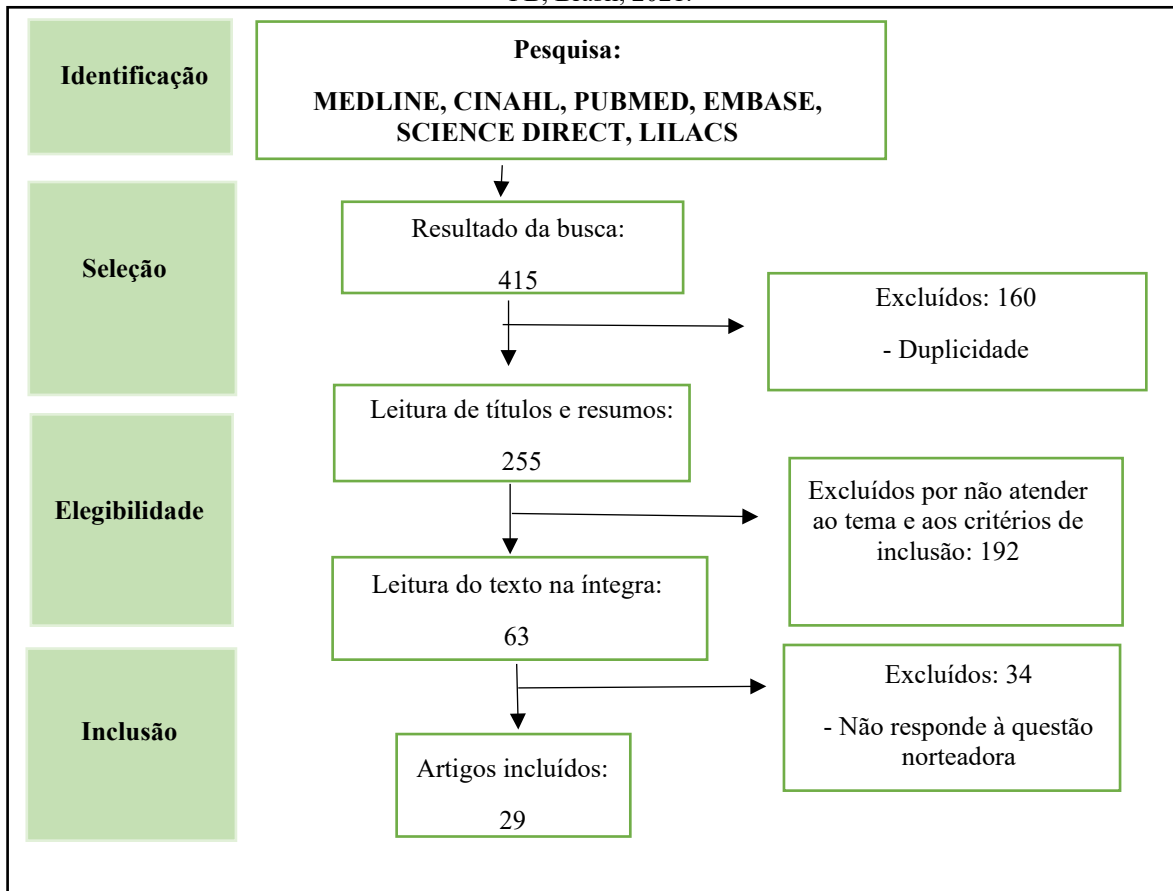 Identificação
Pesquisa:
MEDLINE, CINAHL, PUBMED, EMBASE,
SCIENCE DIRECT, LILACS
Seleção
Resultado da busca:
415
Excluídos: 160
- Duplicidade
Elegibilidade
Leitura de títulos e resumos:
255
Excluídos por não atender
ao tema e aos critérios de
inclusão: 192
Leitura do texto na íntegra:
63
Inclusão
Excluídos: 34
- Não responde à questão
norteadora
Artigos incluídos:
29